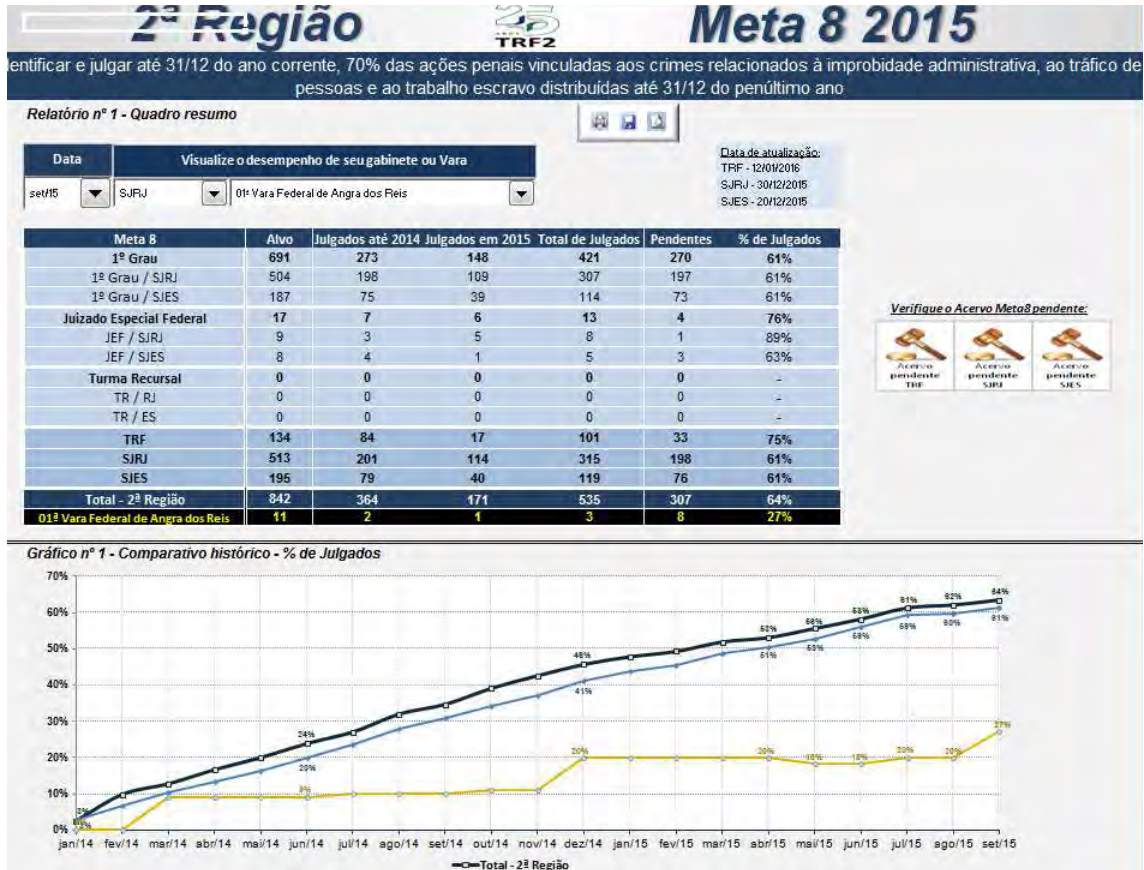 2ª Região
25
TRF2
Meta 8 2015
dentificar e julgar até 31/12 do ano corrente, 70% das ações penais vinculadas aos crimes relacionados à improbidade administrativa, ao tráfico de
pessoas e ao trabalho escravo distribuídas até 31/12 do penúltimo ano
Relatório nº 1 - Quadro resumo
Data Visualize o desempenho de seu gabinete ou Vara
set/15 SJRJ 01ª Vara Federal de Angra dos Reis
Data de atualização:
TRF - 12/01/2016
SJRJ - 30/12/2015
SJES - 20/12/2015
Meta 8 Alvo Julgados até 2014 Julgados em 2015 Total de Julgados Pendentes % de Julgados
1º Grau 691 273 148 421 270 61%
1º Grau / SJRJ 504 198 109 307 197 61%
1º Grau / SJES 187 75 39 114 73 61%
Juizado Especial Federal 17 7 6 13 4 76%
JEF / SJRJ 9 3 5 8 1 89%
JEF / SJES 8 4 1 5 3 63%
Turma Recursal 0 0 0 0 0 -
TR / RJ 0 0 0 0 0 -
TR / ES 0 0 0 0 0 -
TRF 134 84 17 101 33 75%
SJRJ 513 201 114 315 198 61%
SJES 195 79 40 119 76 61%
Total - 2ª Região 842 364 171 535 307 64%
01ª Vara Federal de Angra dos Reis 11 2 1 3 8 27%
Verifique o Acervo Meta8 pendente:
Acervo pendente TRF
Acervo pendente SJRJ
Acervo pendente SJES
Gráfico nº 1 - Comparativo histórico - % de Julgados
70%
60%
50%
40%
30%
20%
10%
0%
24% 46% 53% 56% 58% 61% 62% 64%
20% 41% 51% 53% 56% 59% 60% 61%
9% 20% 20% 18% 18% 20% 20% 27%
jan/14 fev/14 mar/14 abr/14 mai/14 jun/14 jul/14 ago/14 set/14 out/14 nov/14 dez/14 jan/15 fev/15 mar/15 abr/15 mai/15 jun/15 jul/15 ago/15 set/15
Total - 2ª Região